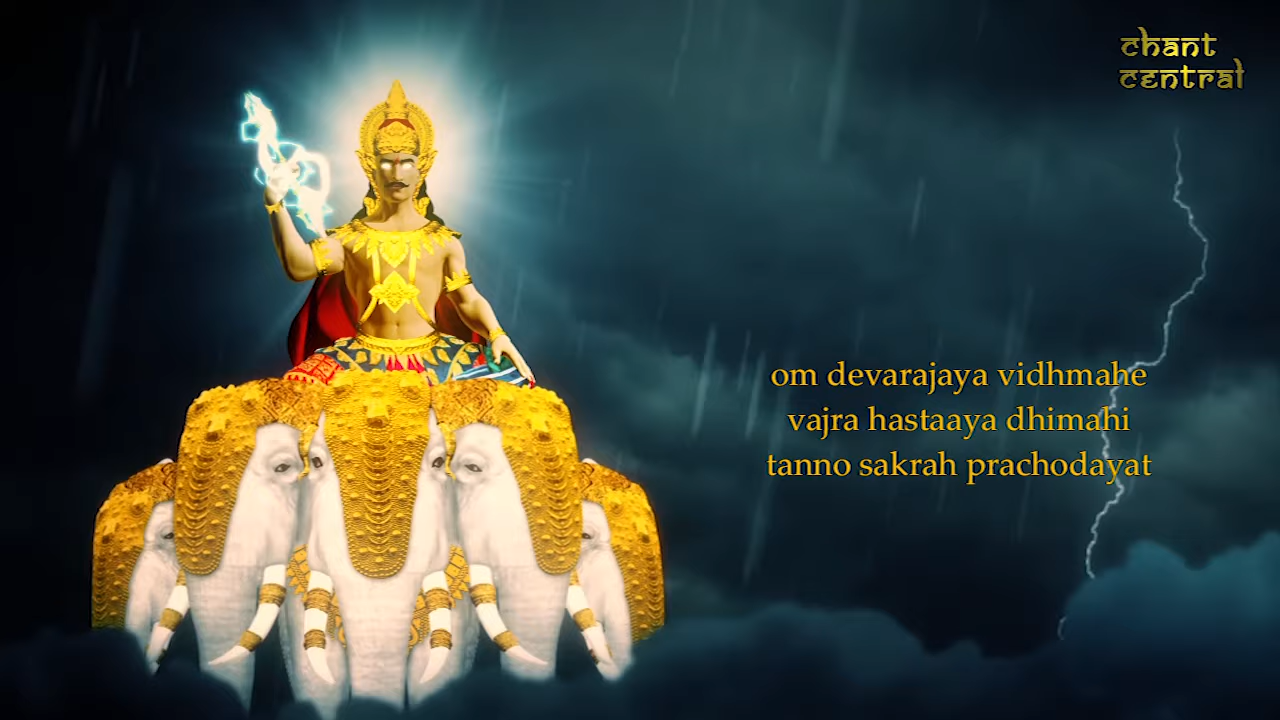 chant
central
om devarajaya vidhmahe
vajra hastaaya dhimahi
tanno sakrah prachodayat